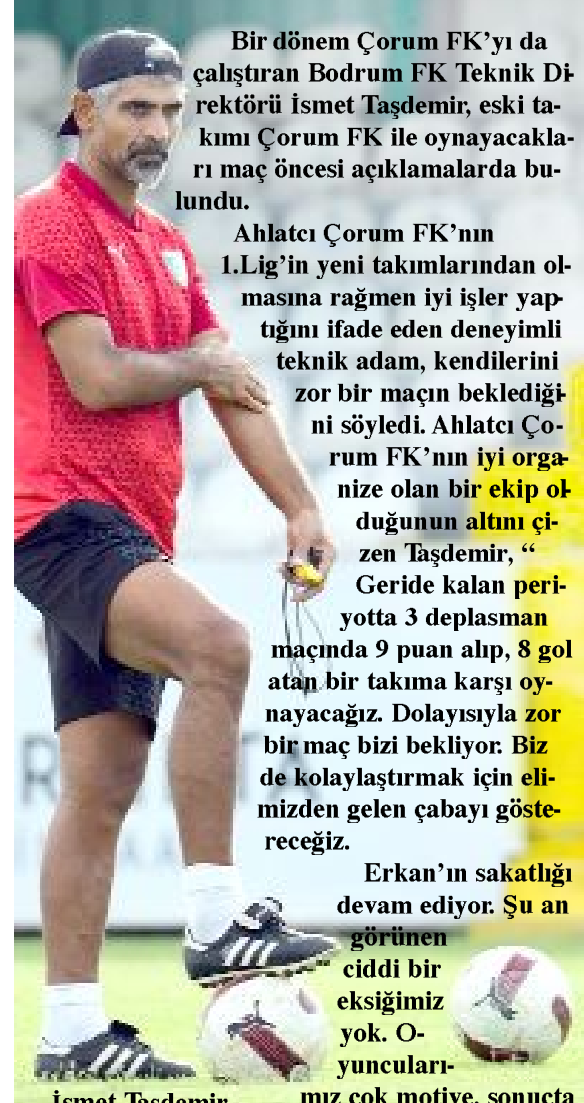 Bir dönem Çorum FK’yı da
çalıştıran Bodrum FK Teknik Di-
rektörü İsmet Taşdemir, eski ta-
kımı Çorum FK ile oynayacakla-
rı maç öncesi açıklamalarda bu-
lundu.
Ahlatcı Çorum FK’nın
1.Lig’in yeni takımlarından ol-
masına rağmen iyi işler yap-
tığını ifade eden deneyimli
teknik adam, kendilerini
zor bir maçın beklediği-
ni söyledi. Ahlatcı Ço-
rum FK’nın iyi orga-
nize olan bir ekip ol-
duğunun altını çi-
zen Taşdemir, “
Geride kalan peri-
yotta 3 deplasman
maçında 9 puan alıp, 8 gol
atan bir takıma karşı oy-
nayacağız. Dolayısıyla zor
bir maç bizi bekliyor. Biz
de kolaylaştırmak için eli-
mizden gelen çabayı göste-
receğiz.
Erkan’ın sakatlığı
devam ediyor. Şu an
görünen
ciddi bir
eksiğimiz
yok. O-
yuncuları-
mız çok motive, sonuçta
İsmet Taşdemir